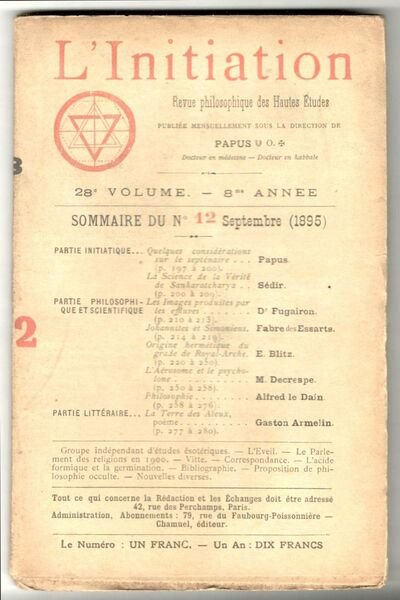 L'Initiation
Revue philosophique des Hautes Études
PUBLIÉE MENSUELLEMENT SOUS LA DIRECTION DE
PAPUS O.
Docteur en médecine — Docteur en kabbale
28e VOLUME. — 8me ANNÉE
SOMMAIRE DU No 12 Septembre (1895)
PARTIE INITIATIQUE... Quelques considérations
sur le septénaire . . . Papus.
(p. 197 à 200).
La Science de la Vérité
de Sankaratcharya . . Sédir.
(p. 200 à 209).
PARTIE PHILOSOPHI-
QUE ET SCIENTIFIQUE
Les Images produites par
les effluves . . . . . . . Dr Fugairon.
(p. 210 à 213).
Johannites et Simoniens. Fabre des Essarts.
(p. 214 à 219).
Origine hermétique du
grade de Royal-Arche. E. Blitz.
(p. 220 à 250).
L'Aérosome et le psycho-
lone . . . . . . . . M. Decrespe.
(p. 250 à 258).
Philosophie . . . . . . . Alfred le Dain
(p. 258 à 276).
PARTIE LITTÉRAIRE... La Terre des Aïeux,
poème . . . . . . . . Gaston Armelin.
(p. 277 à 280).
Groupe indépendant d'études ésotériques. — L'Eveil. — Le Parle-
ment des religions en 1900. — Vitte. — Correspondance. — L'acide
formique et la germination. — Bibliographie. — Proposition de phi-
losophie occulte. — Nouvelles diverses.
Tout ce qui concerne la Rédaction et les Échanges doit être adressé
42, rue des Perchamps, Paris.
Administration, Abonnements : 79, rue du Faubourg-Poissonnière —
Chamuel, éditeur.
Le Numéro : UN FRANC. — Un An : DIX FRANCS
3
2